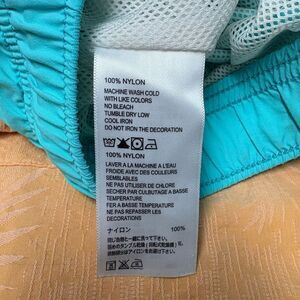 100% NYLON
MACHINE WASH COLD
WITH LIKE COLORS
NO BLEACH
TUMBLE DRY LOW
COOL IRON
DO NOT IRON THE DECORATION
100% NYLON
LAVER A LA MACHINE A L'EAU
FROIDE AVEC DES COULEURS
SEMBLABLES
NE PAS UTILISER DE CHLORE
SECHER PAR CULBUTAGE A BASSE
TEMPERATURE
FER A BASSE TEMPERATURE
NE PAS REPASSER LES
DECORATIONS
ナイロン 100%